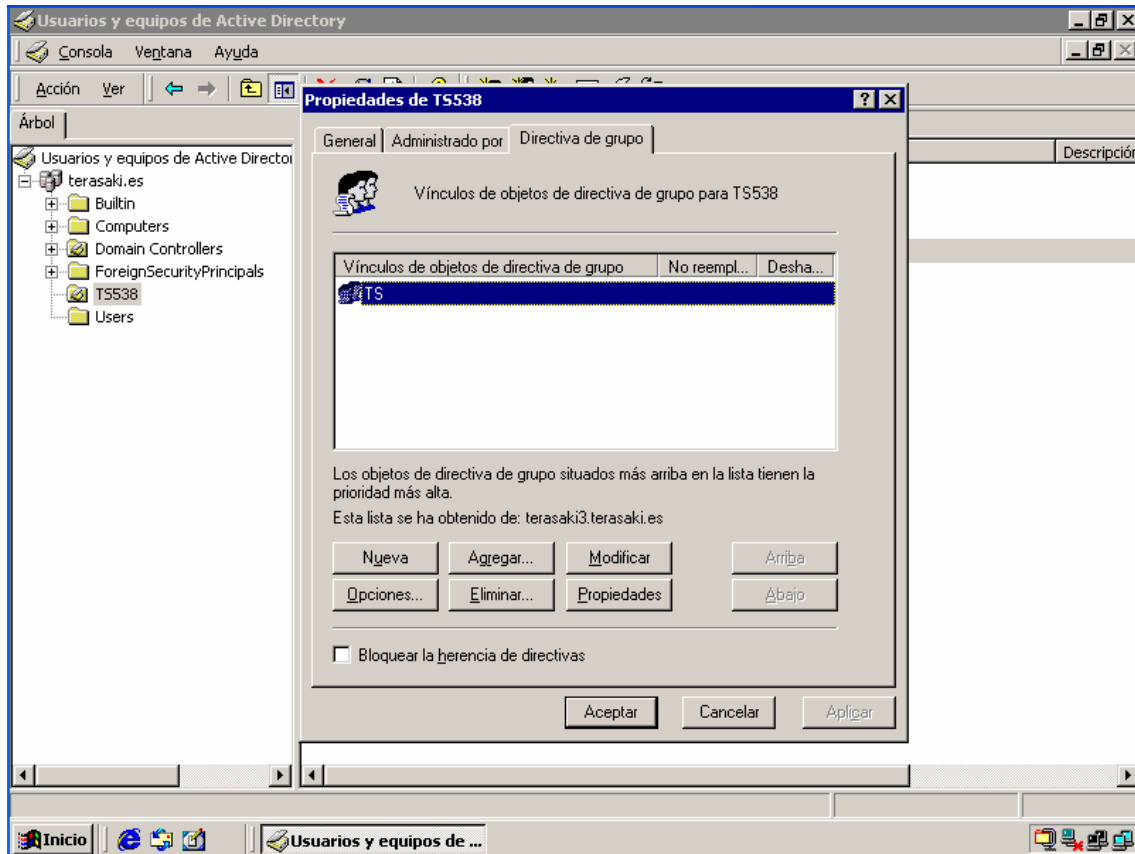 Usuarios y equipos de Active Directory
Consola Ventana Ayuda
Acción Ver
Árbol
Descripción
Usuarios y equipos de Active Director
terasaki.es
Builtin
Computers
Domain Controllers
ForeignSecurityPrincipals
TS538
Users
Propiedades de TS538
General Administrado por Directiva de grupo
Vínculos de objetos de directiva de grupo para TS538
Vínculos de objetos de directiva de grupo No reempl... Desha...
TS
Los objetos de directiva de grupo situados más arriba en la lista tienen la
prioridad más alta.
Esta lista se ha obtenido de: terasaki3.terasaki.es
Nueva Agregar... Modificar Arriba
Opciones... Eliminar... Propiedades Abajo
Bloquear la herencia de directivas
Aceptar Cancelar Aplicar
Inicio Usuarios y equipos de ...